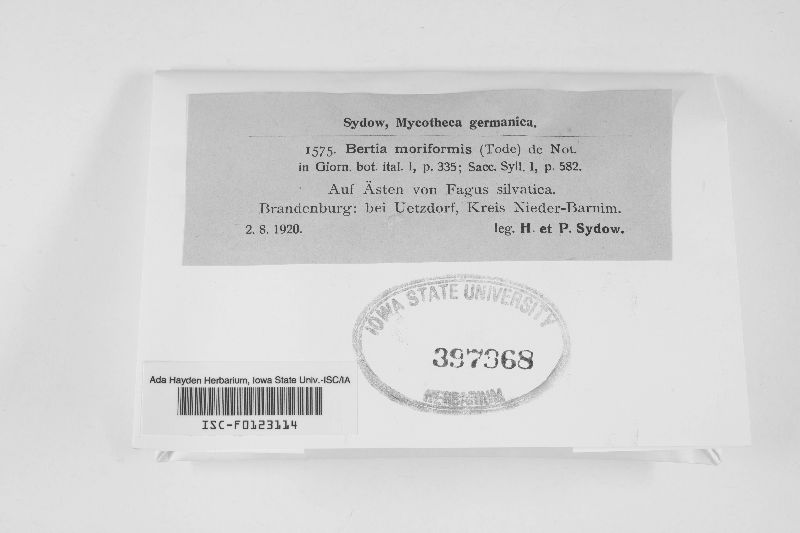 Sydow, Mycotheca germanica.
1575. Bertia moriformis (Tode) de Not.
in Giorn. bot. ital. I, p. 335; Sacc. Syll. I, p. 582.
Auf Ästen von Fagus silvatica.
Brandenburg: bei Uetzdorf, Kreis Nieder-Barnim.
2. 8. 1920. leg. H. et P. Sydow.
IOWA STATE UNIVERSITY
397368
HERBARIUM
Ada Hayden Herbarium, Iowa State Univ.-ISC/IA
ISC-F0123114